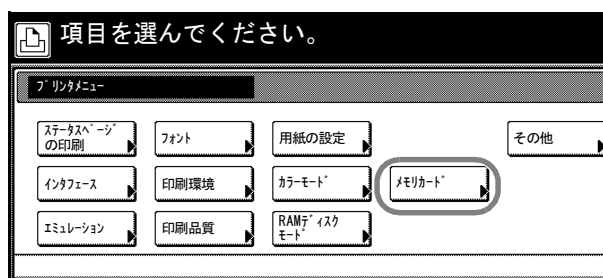 項目を選んでください。
ﾌﾟﾘﾝﾀﾒﾆｭｰ
ｽﾃｰﾀｽﾍﾟｰｼﾞ
の印刷
ﾌｫﾝﾄ
用紙の設定
その他
ｲﾝﾀﾌｪｰｽ
印刷環境
ｶﾗｰﾓｰﾄﾞ
ﾒﾓﾘｶｰﾄﾞ
ｴﾐｭﾚｰｼｮﾝ
印刷品質
RAMﾃﾞｨｽｸ
ﾓｰﾄﾞ